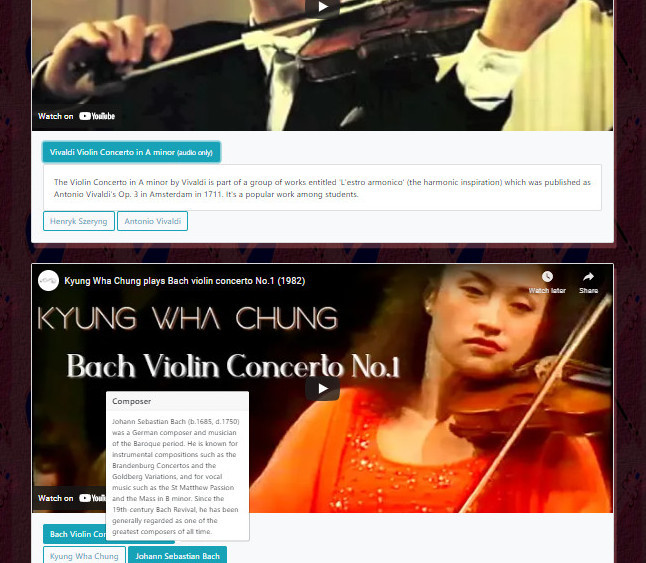 Watch on YouTube
Vivaldi Violin Concerto in A minor (audio only)
The Violin Concerto in A minor by Vivaldi is part of a group of works entitled 'L'estro armonico' (the harmonic inspiration) which was published as
Antonio Vivaldi's Op. 3 in Amsterdam in 1711. It's a popular work among students.
Henryk Szeryng
Antonio Vivaldi
Kyung Wha Chung plays Bach violin concerto No.1 (1982)
Watch later
Share
KYUNG WHA CHUNG
Bach Violin Concerto No.1
Composer
Johann Sebastian Bach (b.1685, d.1750)
was a German composer and musician
of the Baroque period. He is known for
instrumental compositions such as the
Brandenburg Concertos and the
Goldberg Variations, and for vocal
music such as the St Matthew Passion
and the Mass in B minor. Since the
19th-century Bach Revival, he has been
generally regarded as one of the
greatest composers of all time.
Watch on
Bach Violin
Kyung Wha Chung
Johann Sebastian Bach